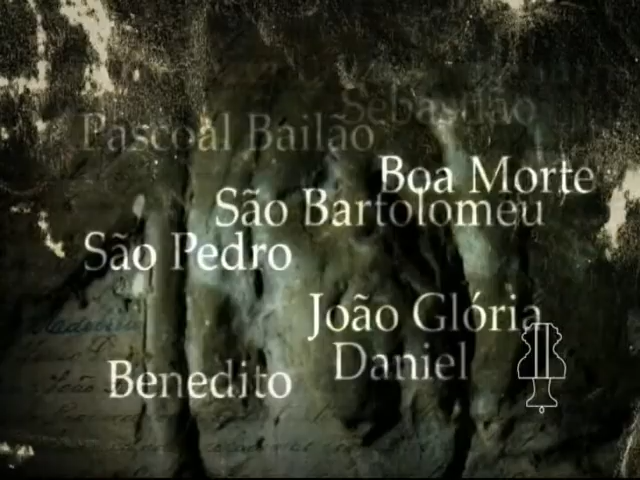 Sebastião
Pascoal Bailão
Boa Morte
São Bartolomeu
São Pedro
João Glória
Daniel
Benedito